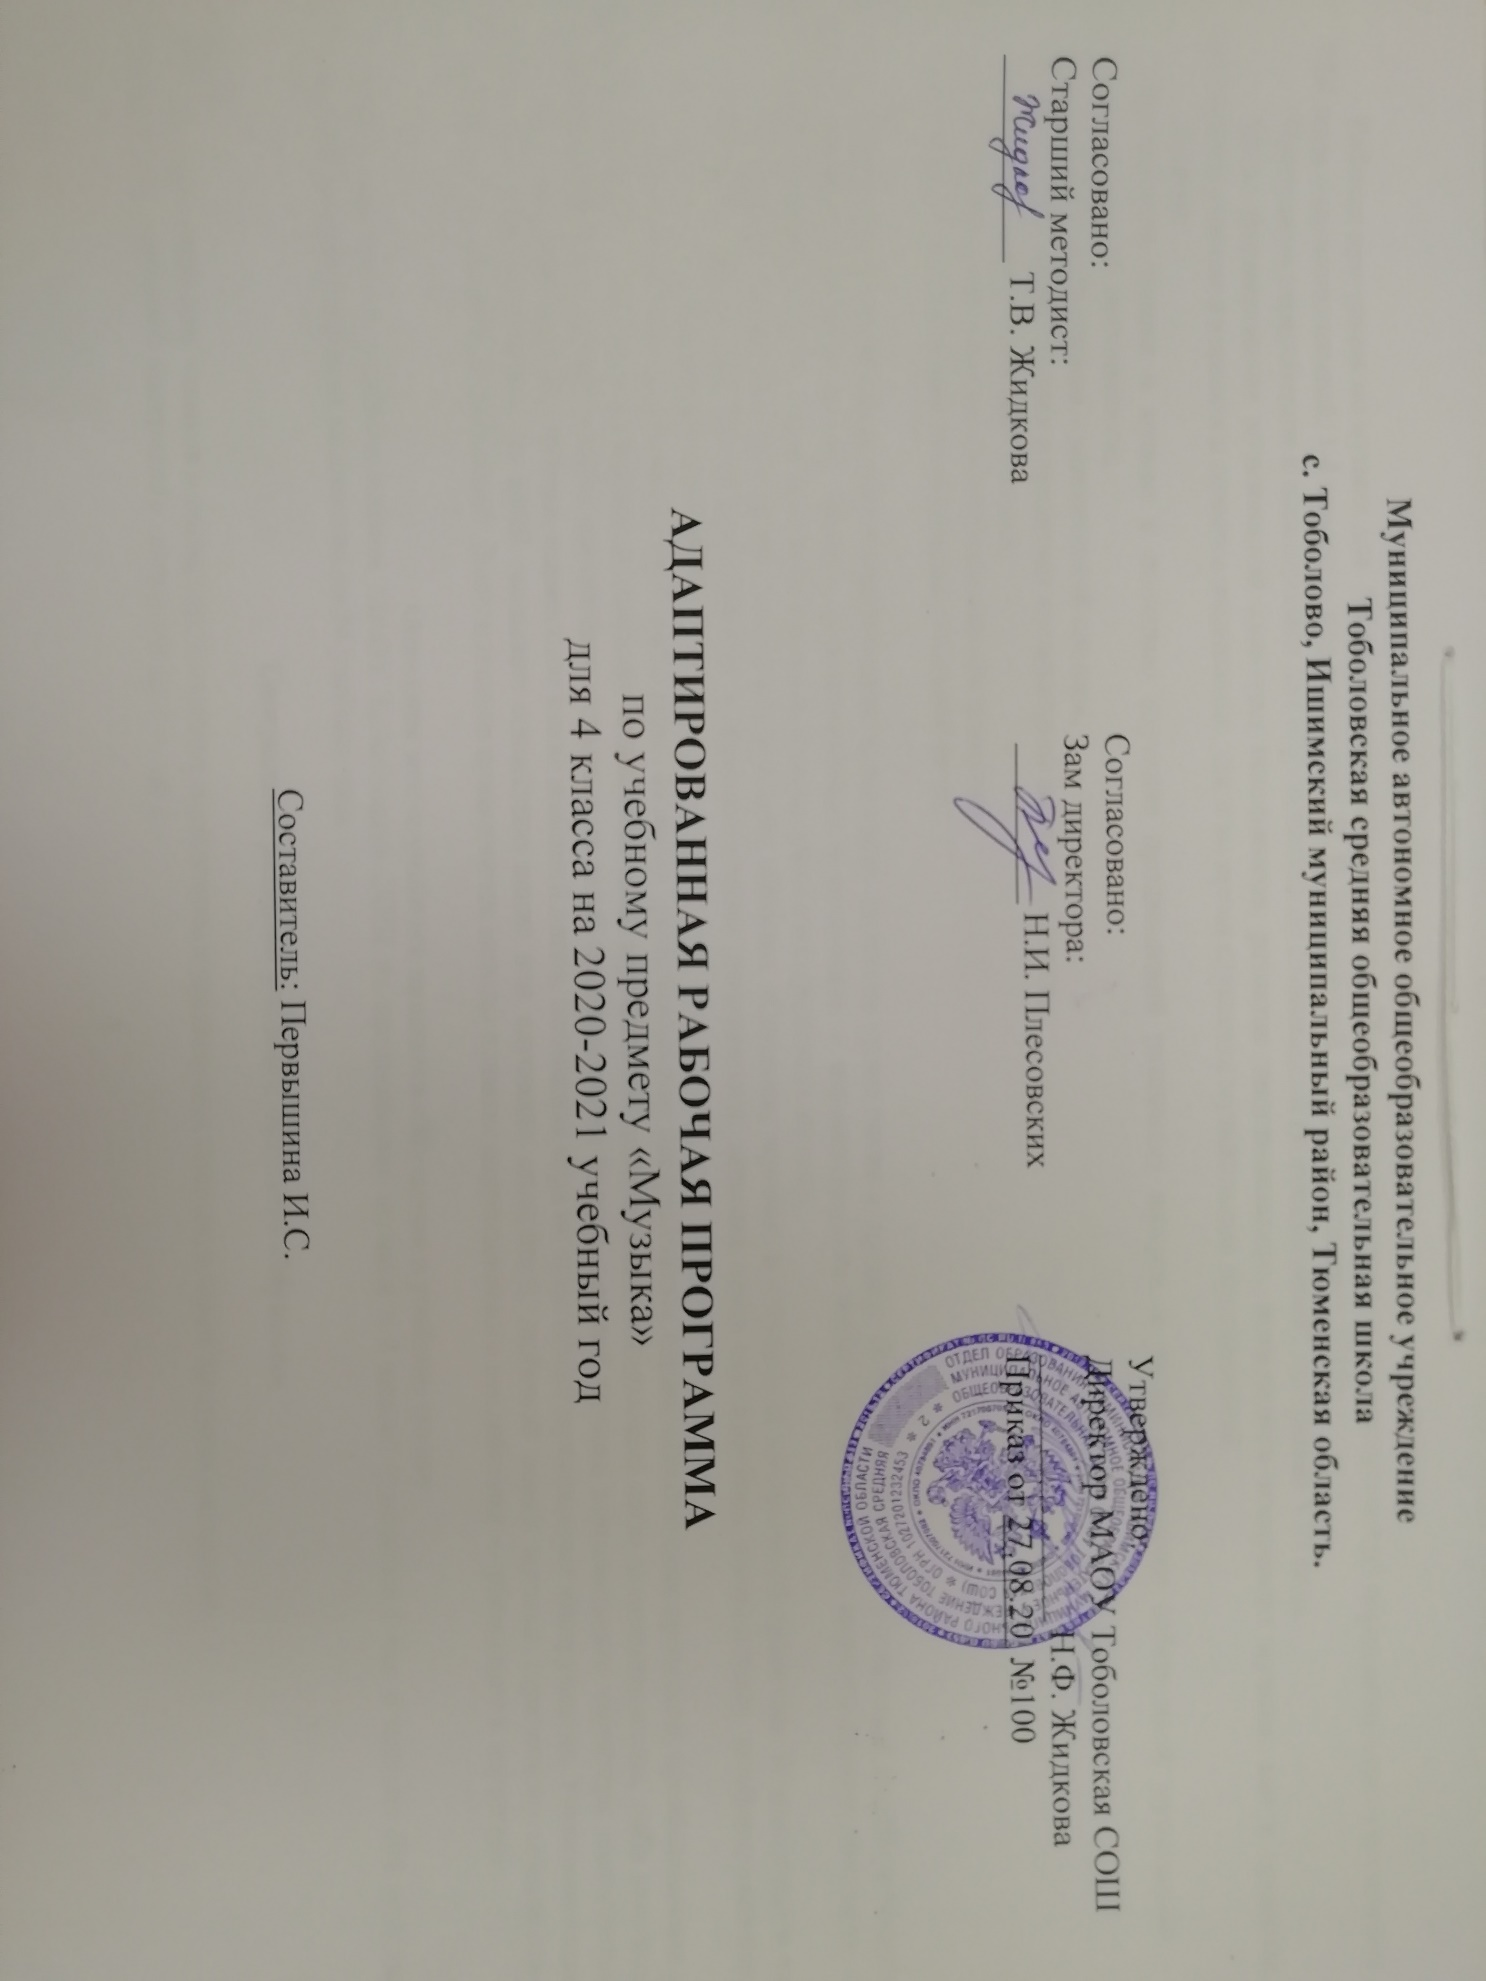 Муниципальное автономное общеобразовательное учреждение
Тоболовская средняя общеобразовательная школа
с. Тоболово, Ишимский муниципальный район, Тюменская область.
Согласовано:
Старший методист:
Т.В. Жидкова
Согласовано:
Зам директора:
Н.И. Плесовских
Утверждено:
Директор МАОУ Тоболовская СОШ
Н.Ф. Жидкова
Приказ от 27.08.20 №100
АДАПТИРОВАННАЯ РАБОЧАЯ ПРОГРАММА
по учебному предмету «Музыка»
для 4 класса на 2020-2021 учебный год
Составитель: Первышина И.С.